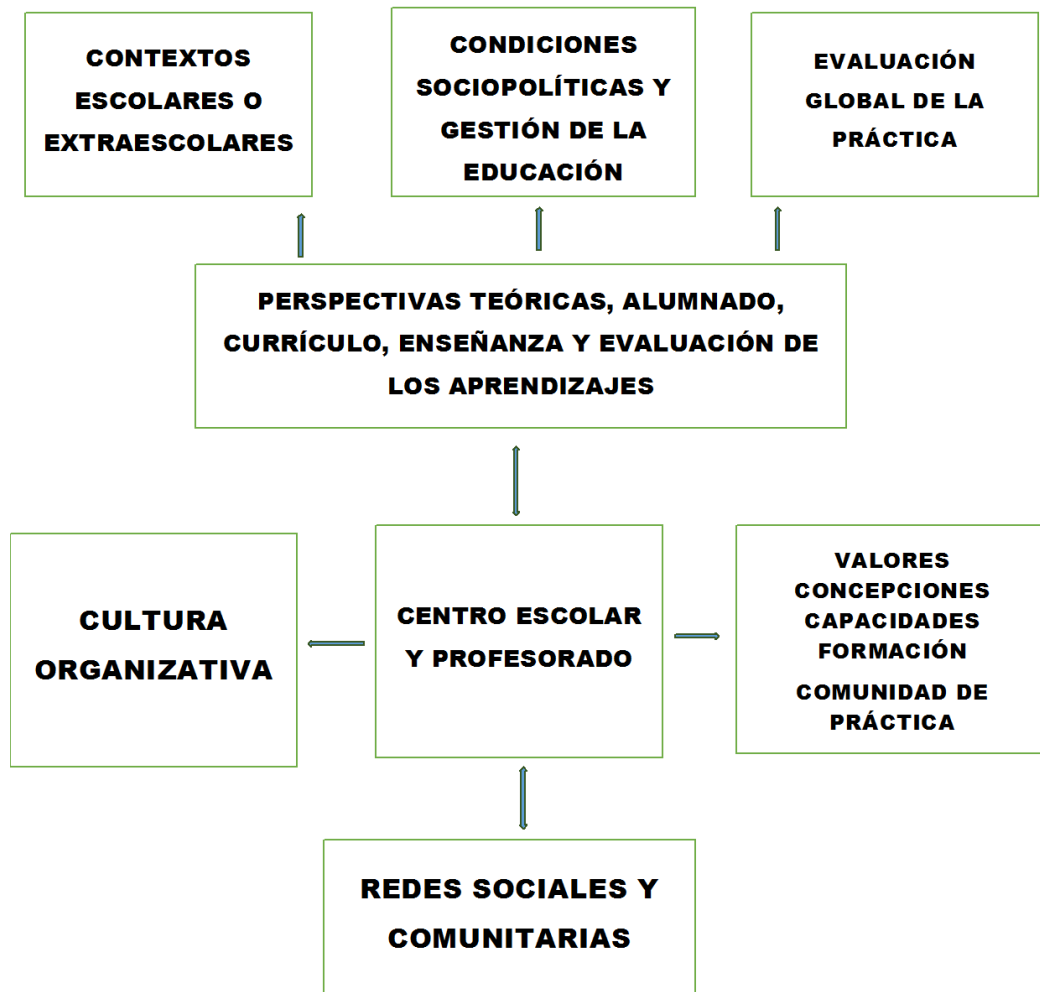 CONTEXTOS
ESCOLARES O
EXTRAESCOLARES
CONDICIONES
SOCIOPOLÍTICAS Y
GESTIÓN DE LA
EDUCACIÓN
EVALUACIÓN
GLOBAL DE LA
PRÁCTICA
PERSPECTIVAS TEÓRICAS, ALUMNADO,
CURRÍCULO, ENSEÑANZA Y EVALUACIÓN DE
LOS APRENDIZAJES
CULTURA
ORGANIZATIVA
CENTRO ESCOLAR
Y PROFESORADO
VALORES
CONCEPCIONES
CAPACIDADES
FORMACIÓN
COMUNIDAD DE
PRÁCTICA
REDES SOCIALES Y
COMUNITARIAS